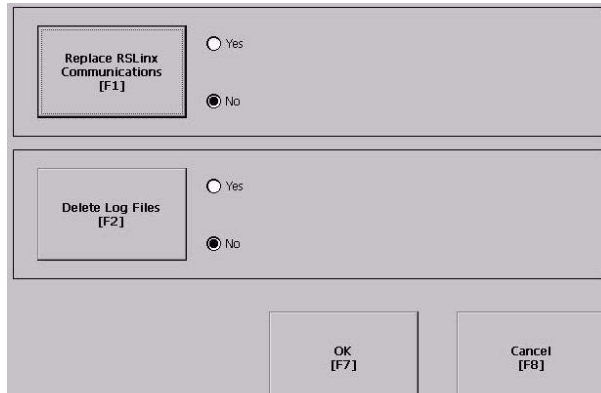 Replace RSLinx
Communications
[F1]
Yes
No
Delete Log Files
[F2]
Yes
No
OK
[F7]
Cancel
[F8]